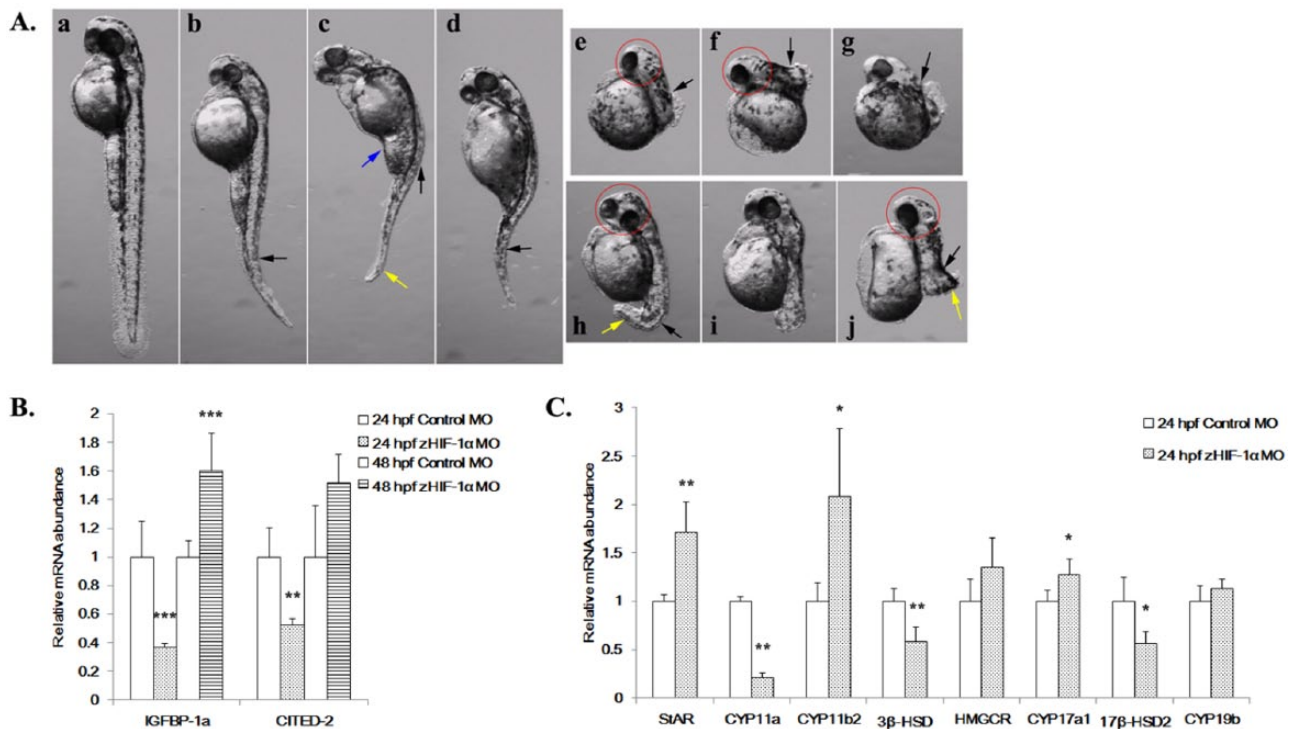 A.
a b c d
e f g
h i j
B.
Relative mRNA abundance
2
1.8
1.6
1.4
1.2
1
0.8
0.6
0.4
0.2
0
***
***
**
IGFBP-1a CITED-2
24 hpf Control MO
24 hpf zHIF-1α MO
48 hpf Control MO
48 hpf zHIF-1α MO
C.
Relative mRNA abundance
3
2.5
2
1.5
1
0.5
0
**
**
*
**
*
*
StAR CYP11a CYP11b2 3β-HSD HMGCR CYP17a1 17β-HSD2 CYP19b
24 hpf Control MO
24 hpf zHIF-1α MO